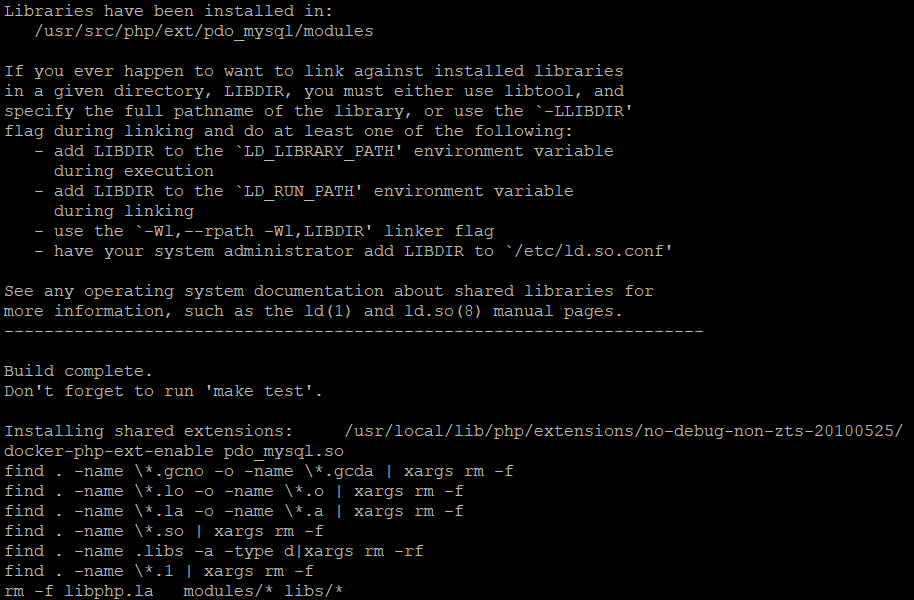 Libraries have been installed in:
   /usr/src/php/ext/pdo_mysql/modules

If you ever happen to want to link against installed libraries
in a given directory, LIBDIR, you must either use libtool, and
specify the full pathname of the library, or use the `-LLIBDIR'
flag during linking and do at least one of the following:
   - add LIBDIR to the `LD_LIBRARY_PATH' environment variable
     during execution
   - add LIBDIR to the `LD_RUN_PATH' environment variable
     during linking
   - use the `-Wl,--rpath -Wl,LIBDIR' linker flag
   - have your system administrator add LIBDIR to `/etc/ld.so.conf'

See any operating system documentation about shared libraries for
more information, such as the ld(1) and ld.so(8) manual pages.
----------------------------------------------------------------------

Build complete.
Don't forget to run 'make test'.

Installing shared extensions:     /usr/local/lib/php/extensions/no-debug-non-zts-20100525/
docker-php-ext-enable pdo_mysql.so
find . -name \*.gcno -o -name \*.gcda | xargs rm -f
find . -name \*.lo -o -name \*.o | xargs rm -f
find . -name \*.la -o -name \*.a | xargs rm -f
find . -name \*.so | xargs rm -f
find . -name .libs -a -type d|xargs rm -rf
find . -name \*.1 | xargs rm -f
rm -f libphp.la   modules/* libs/*